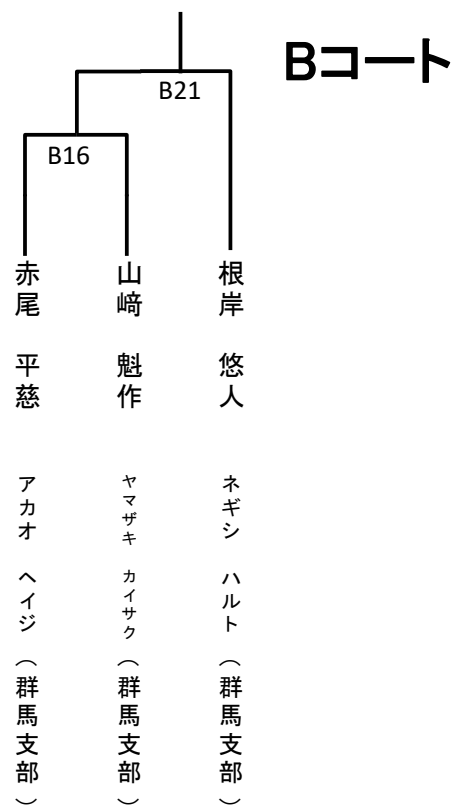 Bコート
B21
B16
赤尾 平慈 アカオ ヘイジ (群馬支部)
山﨑 魁作 ヤマザキ カイサク (群馬支部)
根岸 悠人 ネギシ ハルト (群馬支部)